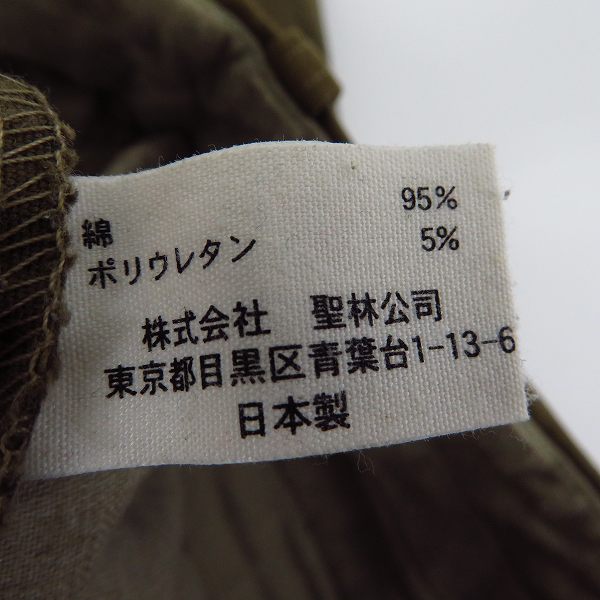 綿 95%
ポリウレタン 5%
株式会社 聖林公司
東京都目黒区青葉台1-13-6
日本製